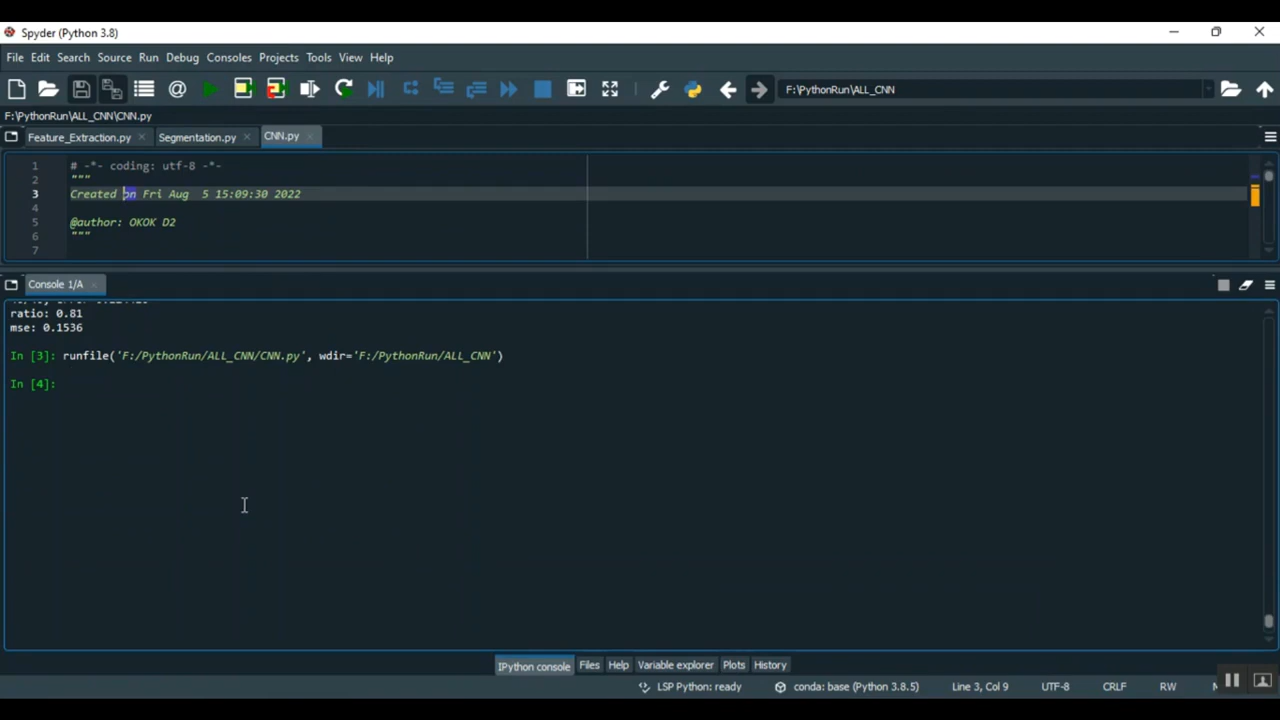 Spyder (Python 3.8)
File Edit Search Source Run Debug Consoles Projects Tools View Help
F:\PythonRun\ALL_CNN
F:\PythonRun\ALL_CNN\CNN.py
Feature_Extraction.py Segmentation.py CNN.py
1 # -*- coding: utf-8 -*-
2 """
3 Created on Fri Aug  5 15:09:30 2022
4
5 @author: OKOK D2
6 """
7
Console 1/A
ratio: 0.81
mse: 0.1536
In [3]: runfile('F:/PythonRun/ALL_CNN/CNN.py', wdir='F:/PythonRun/ALL_CNN')
In [4]:
IPython console Files Help Variable explorer Plots History
LSP Python: ready conda: base (Python 3.8.5) Line 3, Col 9 UTF-8 CRLF RW